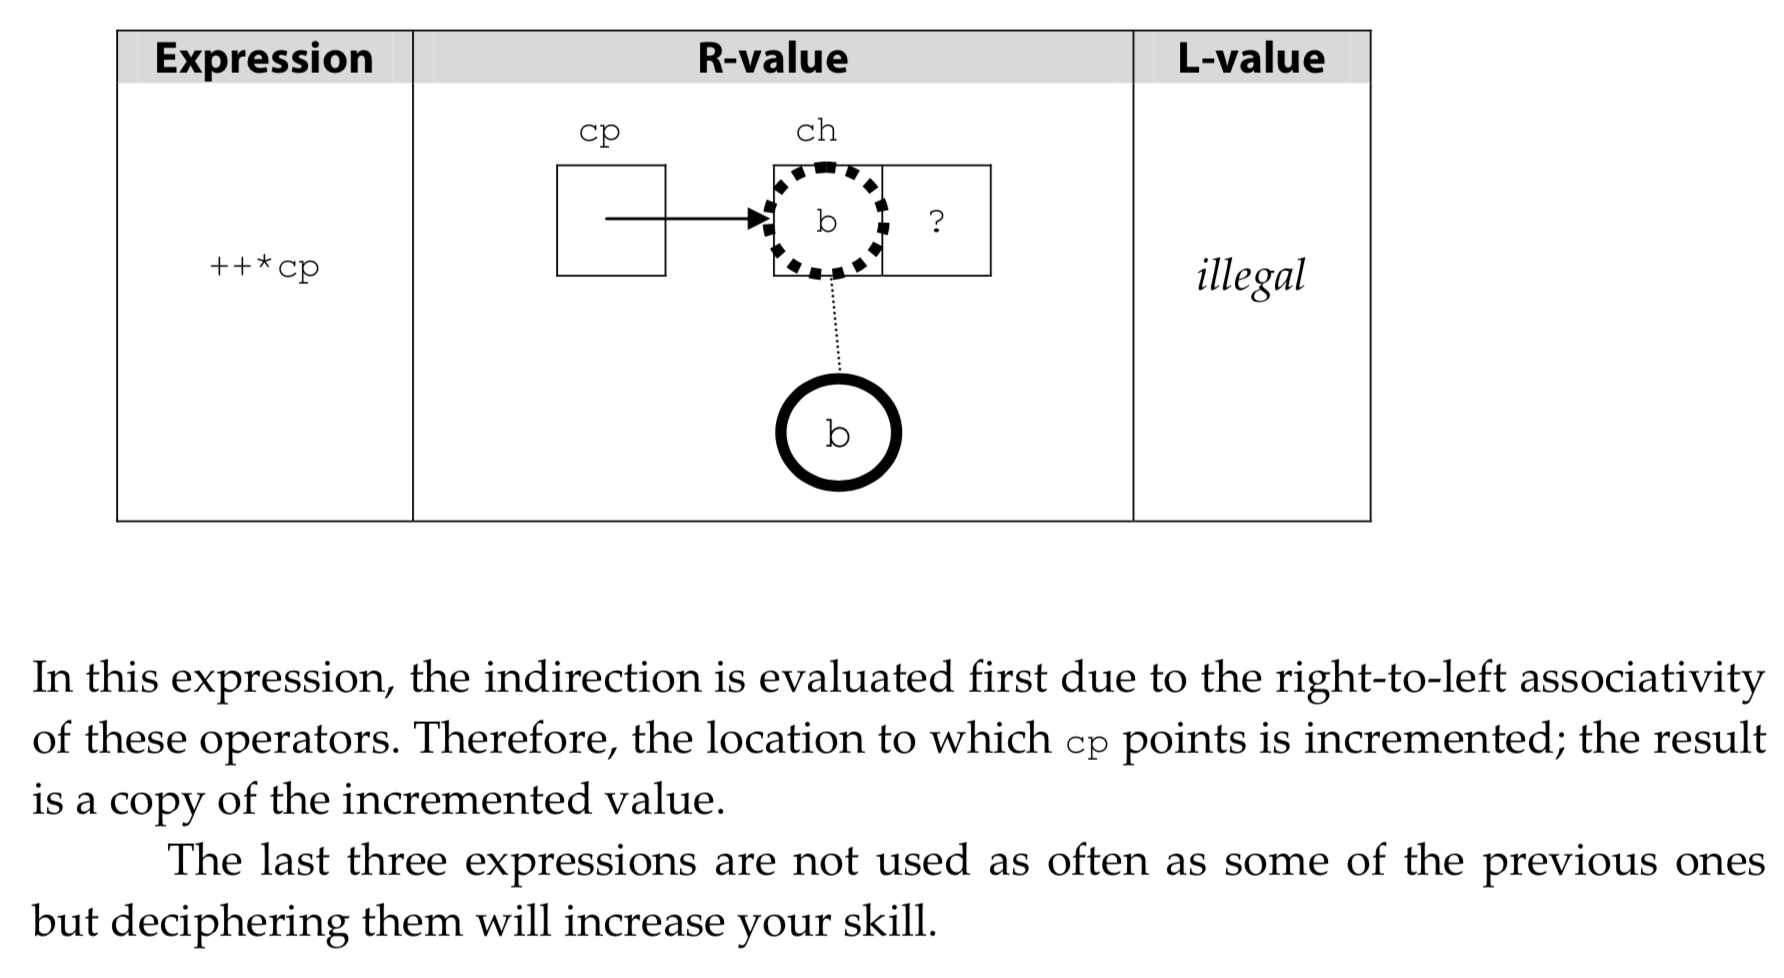 Expression R-value L-value
cp ch
b ?
++*cp illegal
b
In this expression, the indirection is evaluated first due to the right-to-left associativity
of these operators. Therefore, the location to which cp points is incremented; the result
is a copy of the incremented value.
The last three expressions are not used as often as some of the previous ones
but deciphering them will increase your skill.